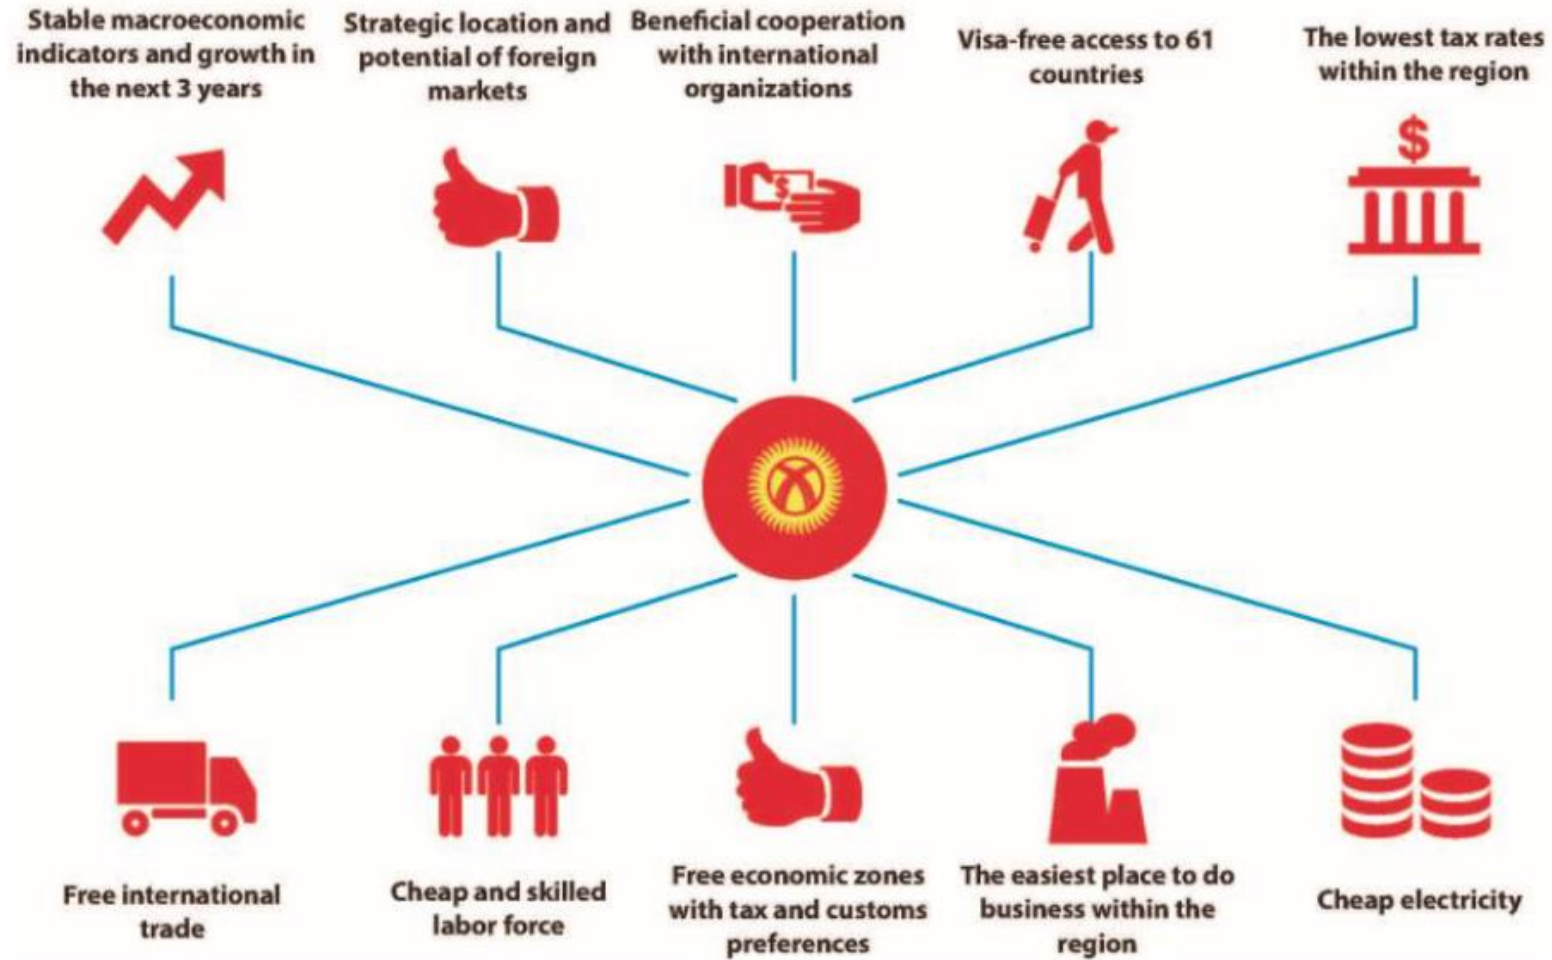 Stable macroeconomic
indicators and growth in
the next 3 years
Strategic location and
potential of foreign
markets
Beneficial cooperation
with international
organizations
Visa-free access to 61
countries
The lowest tax rates
within the region
$
$
Free international
trade
Cheap and skilled
labor force
Free economic zones
with tax and customs
preferences
The easiest place to do
business within the
region
Cheap electricity